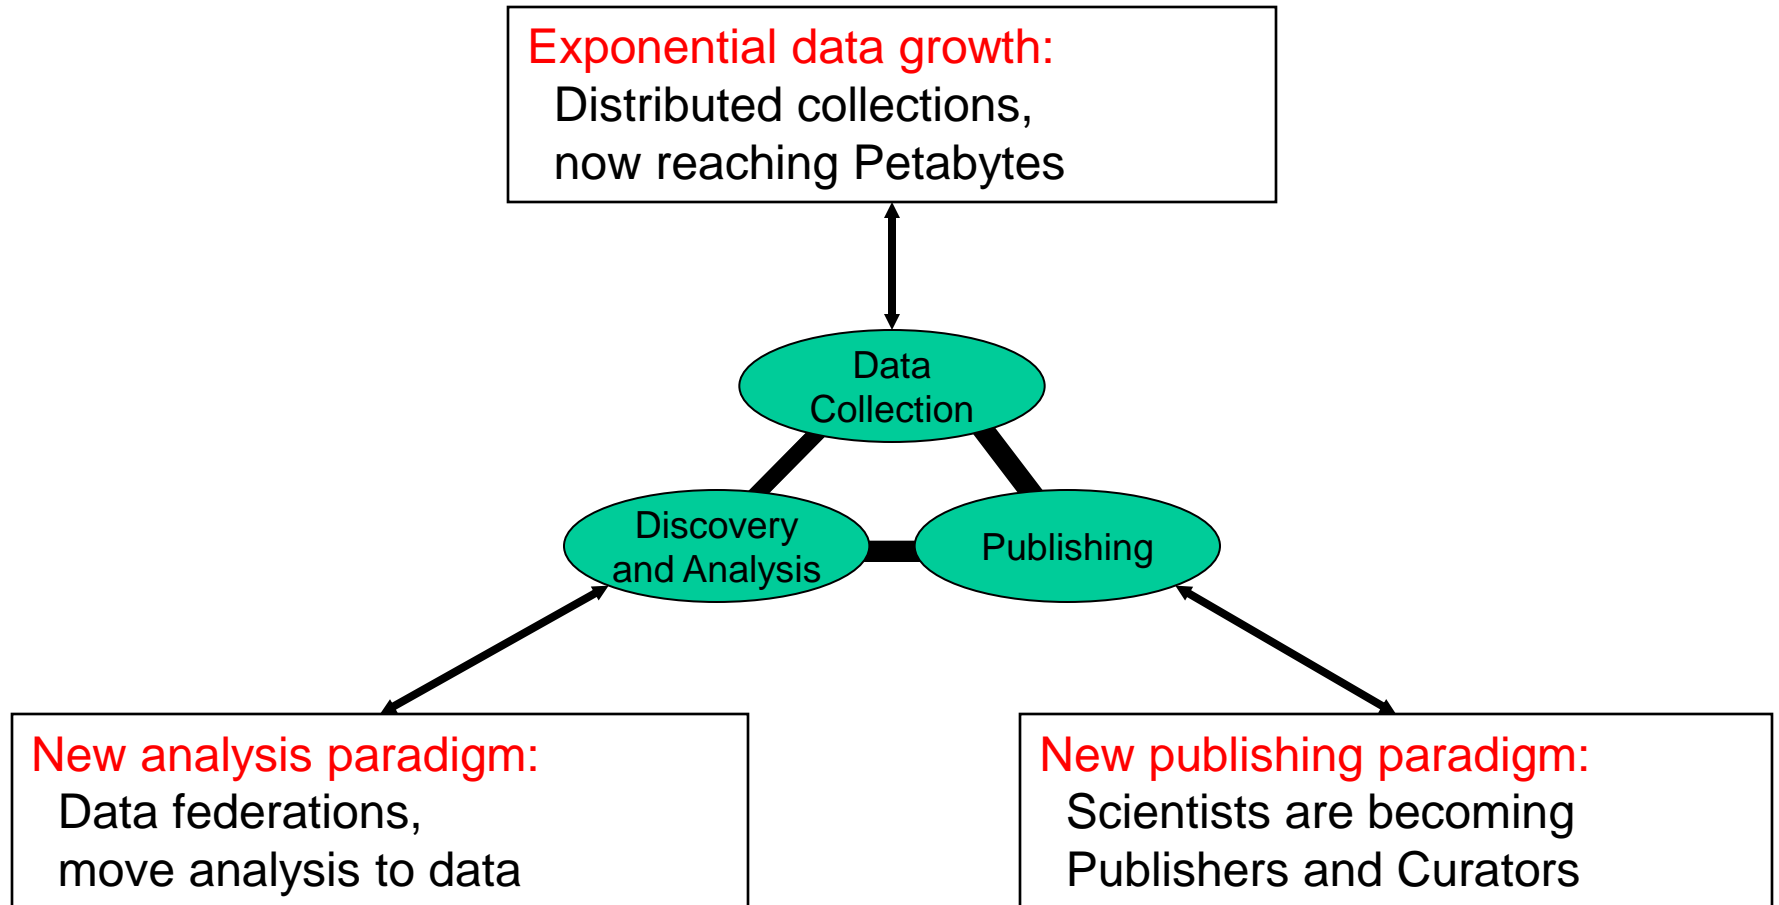 Exponential data growth:
Distributed collections,
now reaching Petabytes
Data
Collection
Discovery
and Analysis
Publishing
New analysis paradigm:
Data federations,
move analysis to data
New publishing paradigm:
Scientists are becoming
Publishers and Curators